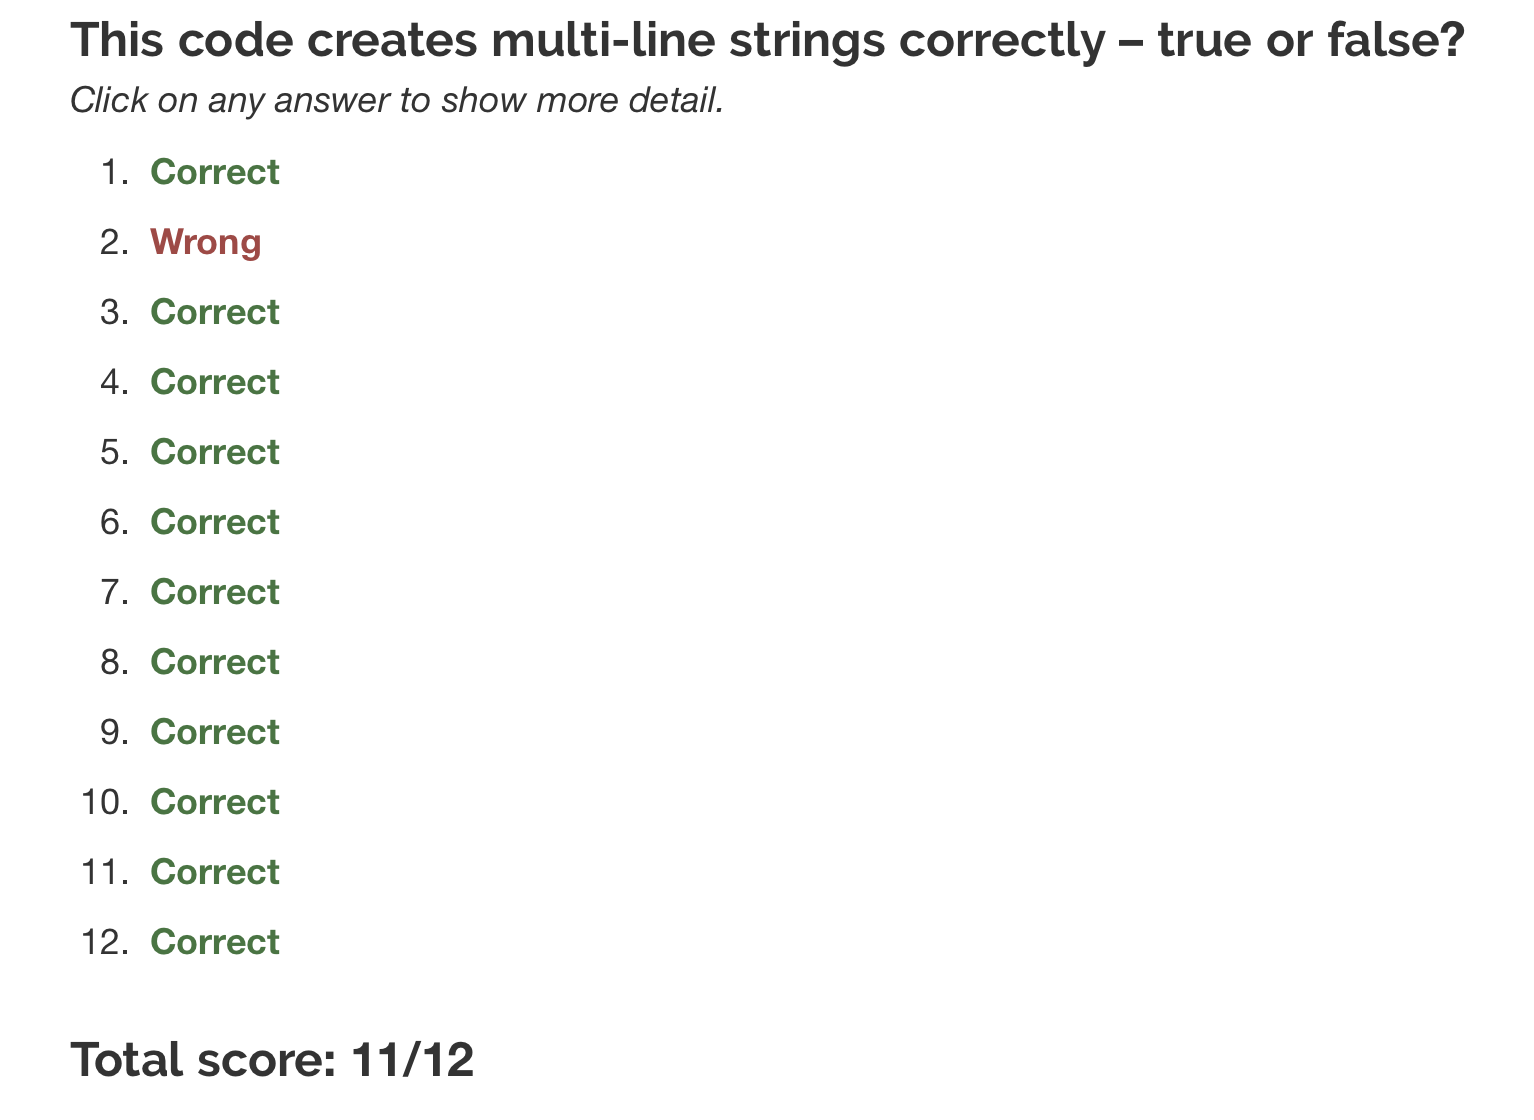 This code creates multi-line strings correctly – true or false?
Click on any answer to show more detail.
1. Correct
2. Wrong
3. Correct
4. Correct
5. Correct
6. Correct
7. Correct
8. Correct
9. Correct
10. Correct
11. Correct
12. Correct
Total score: 11/12